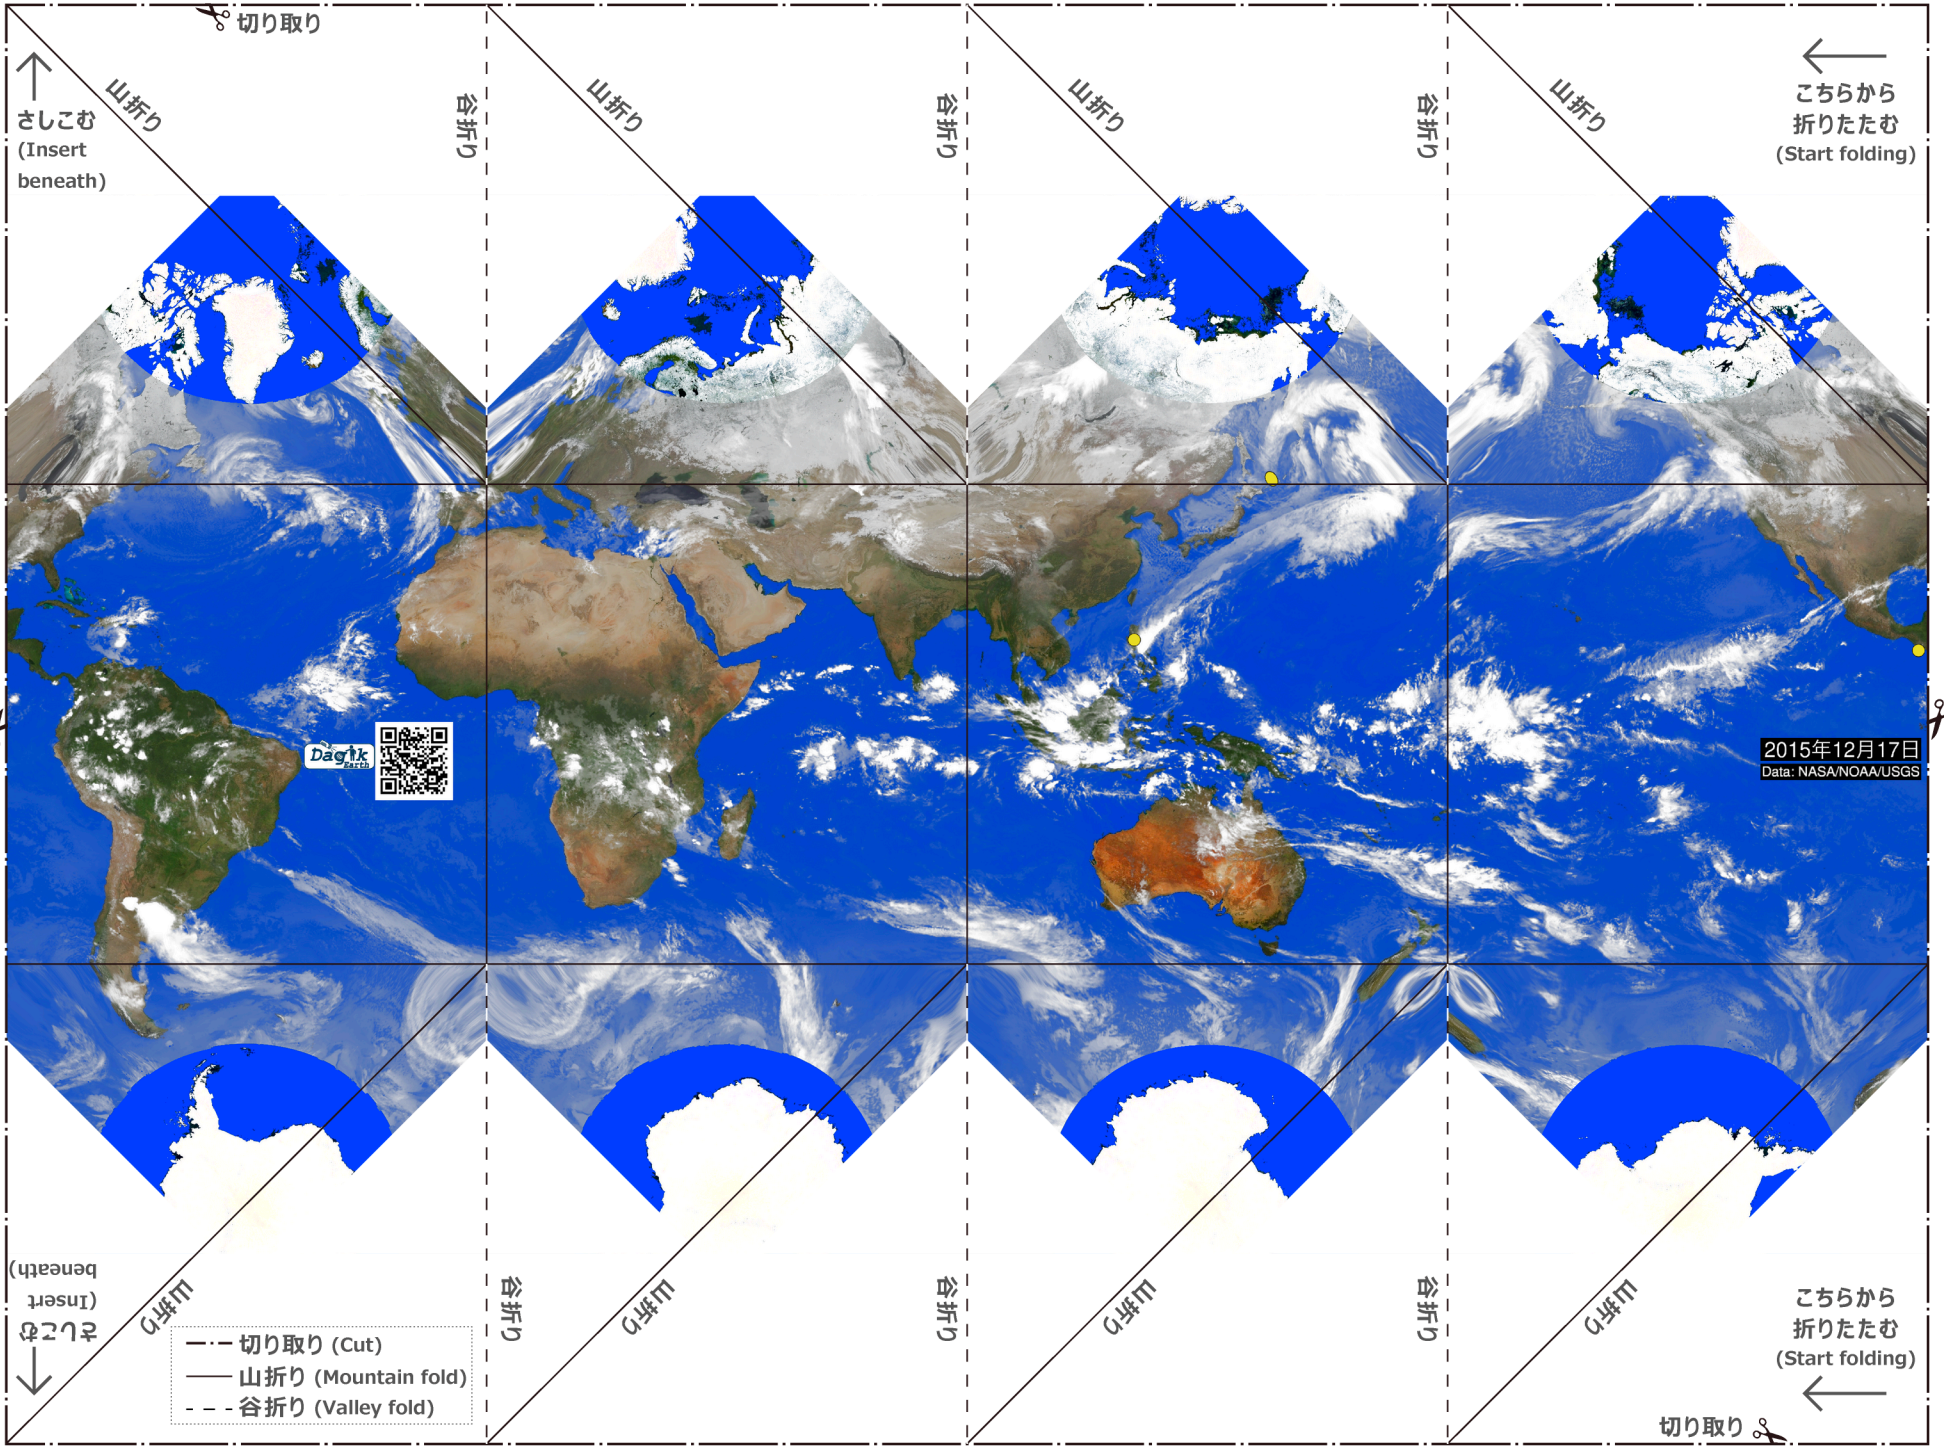 切り取り
山折り
谷折り
山折り
谷折り
山折り
谷折り
山折り
さしこむ
(Insert
beneath)
こちらから
折りたたむ
(Start folding)
Dagik
Earth
2015年12月17日
Data: NASA/NOAA/USGS
さしこむ
(Insert
beneath)
山折り
谷折り
山折り
谷折り
山折り
谷折り
山折り
こちらから
折りたたむ
(Start folding)
切り取り (Cut)
山折り (Mountain fold)
谷折り (Valley fold)
切り取り